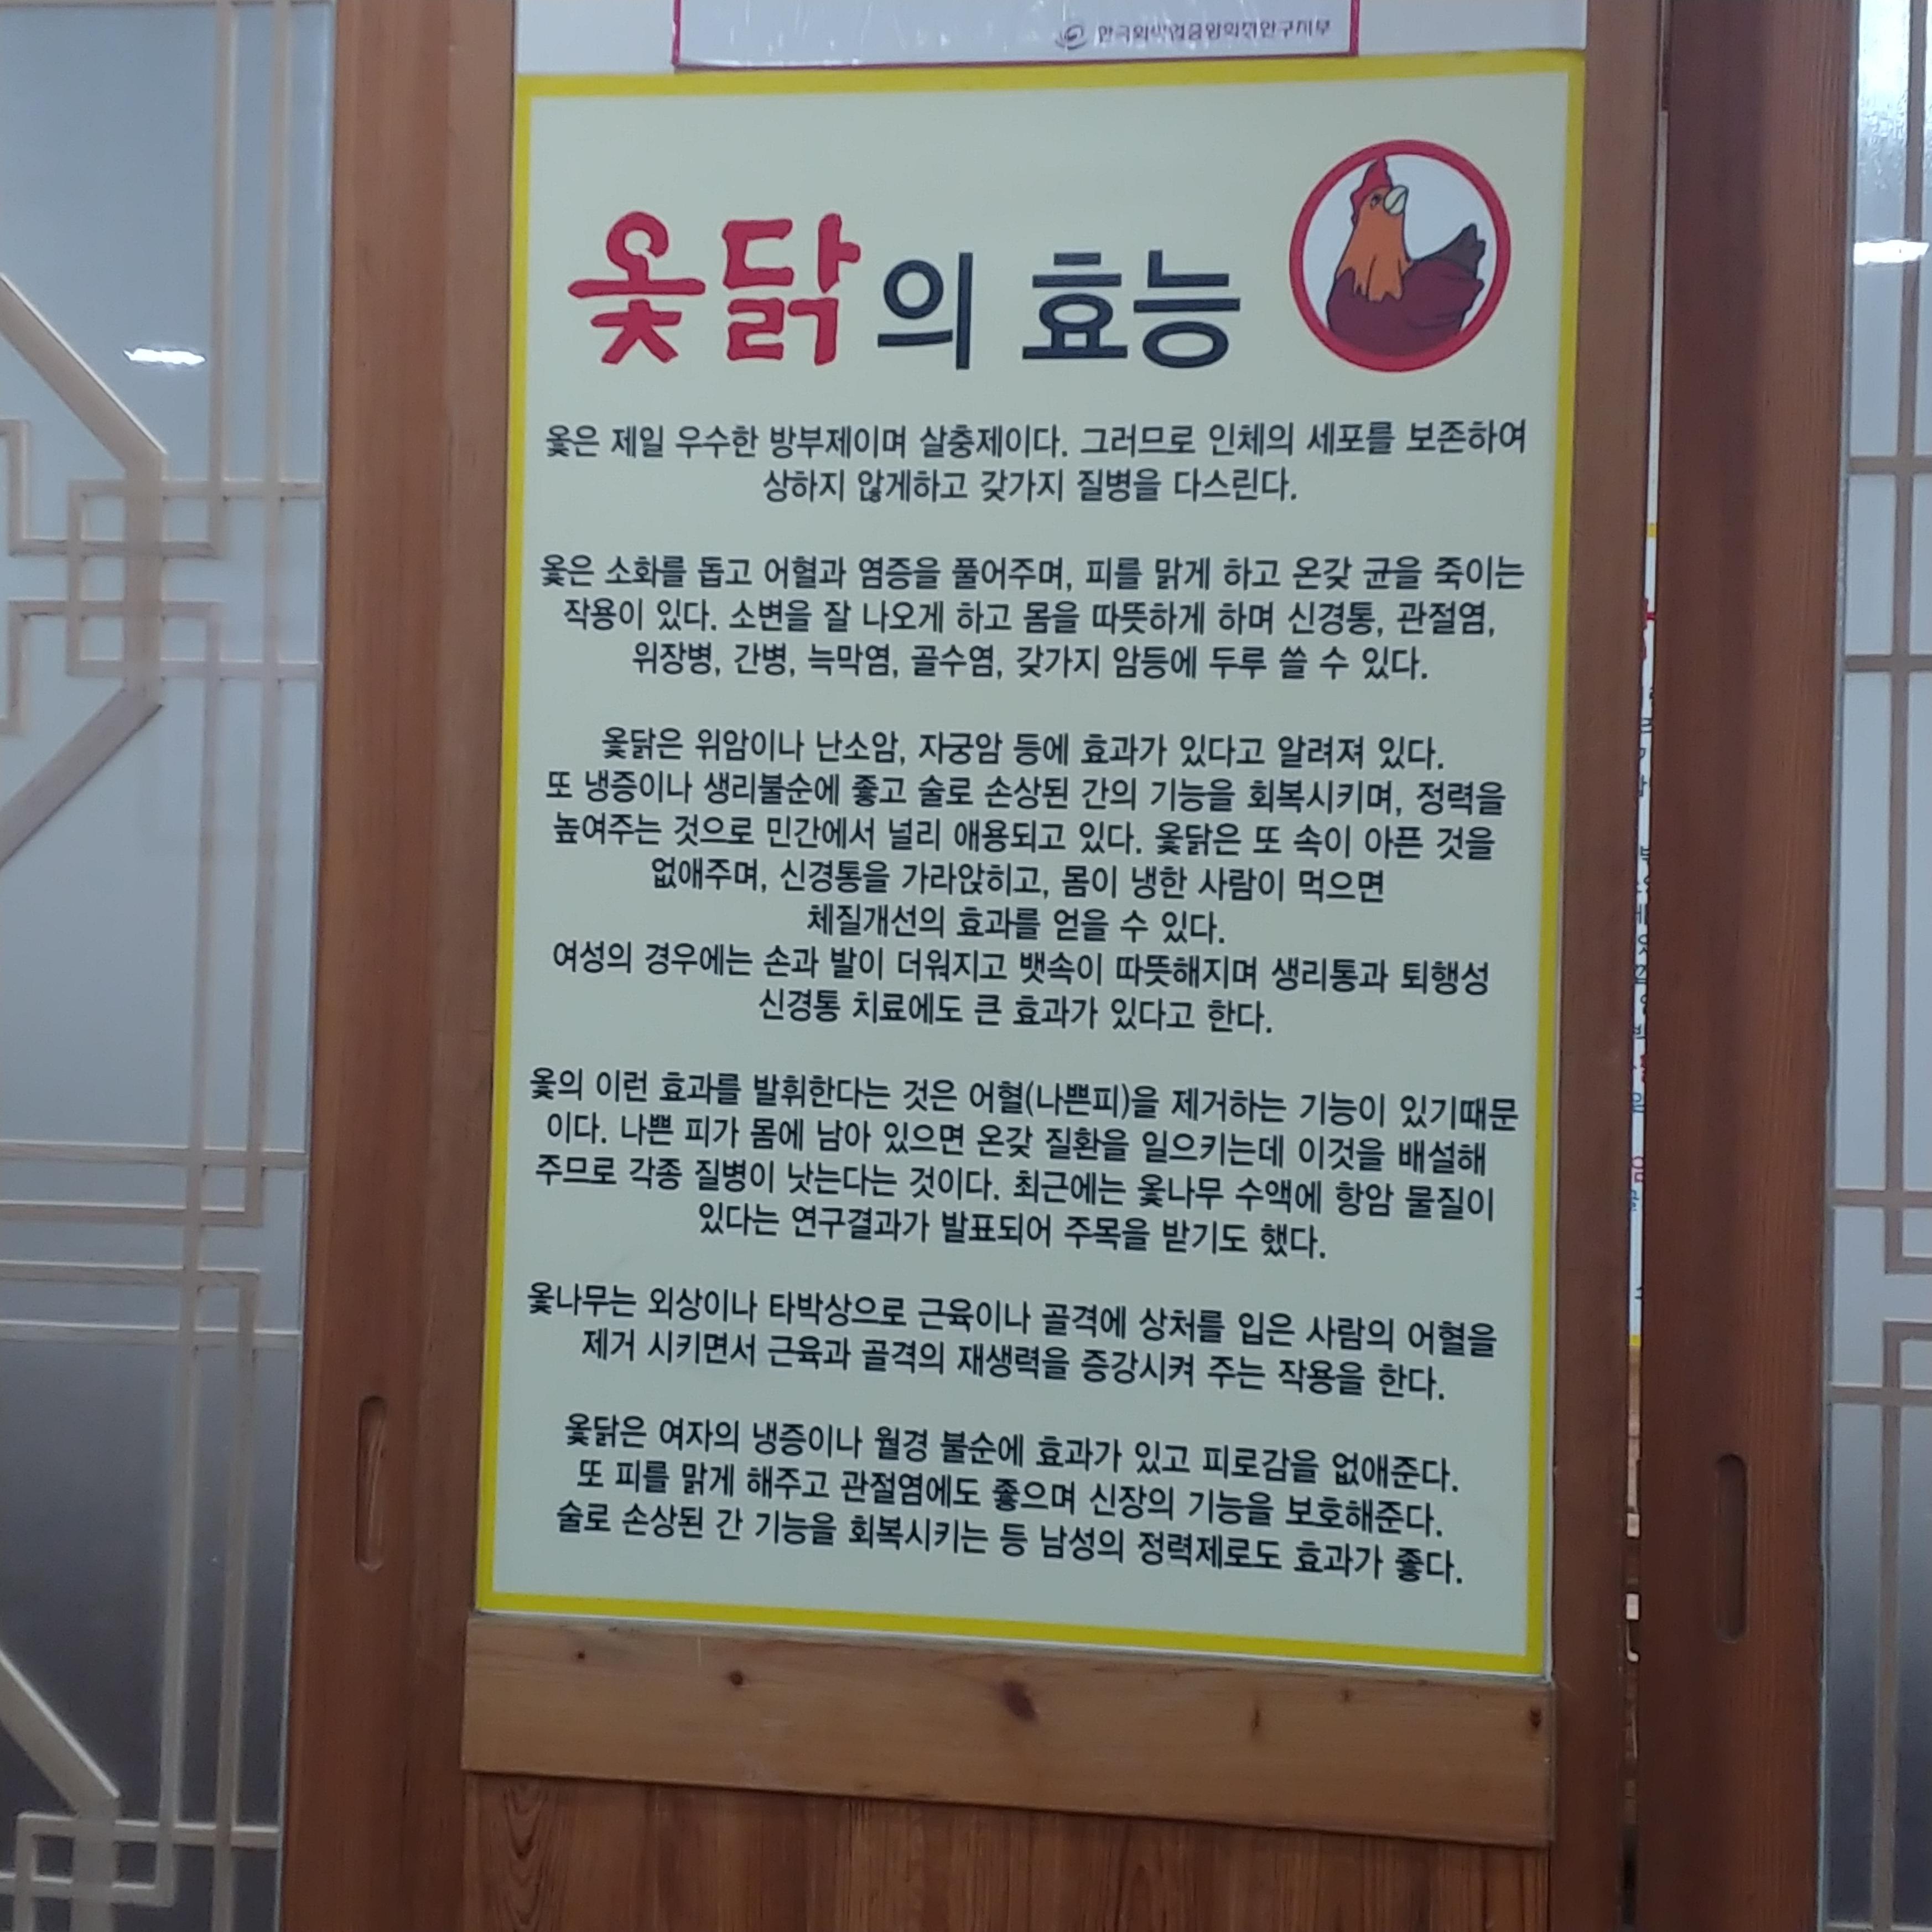 옻닭의 효능
옻은 제일 우수한 방부제이며 살충제이다. 그러므로 인체의 세포를 보존하여
상하지 않게하고 갖가지 질병을 다스린다.
옻은 소화를 돕고 어혈과 염증을 풀어주며, 피를 맑게 하고 온갖 균을 죽이는
작용이 있다. 소변을 잘 나오게 하고 몸을 따뜻하게 하며 신경통, 관절염,
위장병, 간병, 늑막염, 골수염, 갖가지 암등에 두루 쓸 수 있다.
옻닭은 위암이나 난소암, 자궁암 등에 효과가 있다고 알려져 있다.
또 냉증이나 생리불순에 좋고 술로 손상된 간의 기능을 회복시키며, 정력을
높여주는 것으로 민간에서 널리 애용되고 있다. 옻닭은 또 속이 아픈 것을
없애주며, 신경통을 가라앉히고, 몸이 냉한 사람이 먹으면
체질개선의 효과를 얻을 수 있다.
여성의 경우에는 손과 발이 더워지고 뱃속이 따뜻해지며 생리통과 퇴행성
신경통 치료에도 큰 효과가 있다고 한다.
옻의 이런 효과를 발휘한다는 것은 어혈(나쁜피)을 제거하는 기능이 있기때문
이다. 나쁜 피가 몸에 남아 있으면 온갖 질환을 일으키는데 이것을 배설해
주므로 각종 질병이 낫는다는 것이다. 최근에는 옻나무 수액에 항암 물질이
있다는 연구결과가 발표되어 주목을 받기도 했다.
옻나무는 외상이나 타박상으로 근육이나 골격에 상처를 입은 사람의 어혈을
제거 시키면서 근육과 골격의 재생력을 증강시켜 주는 작용을 한다.
옻닭은 여자의 냉증이나 월경 불순에 효과가 있고 피로감을 없애준다.
또 피를 맑게 해주고 관절염에도 좋으며 신장의 기능을 보호해준다.
술로 손상된 간 기능을 회복시키는 등 남성의 정력제로도 효과가 좋다.